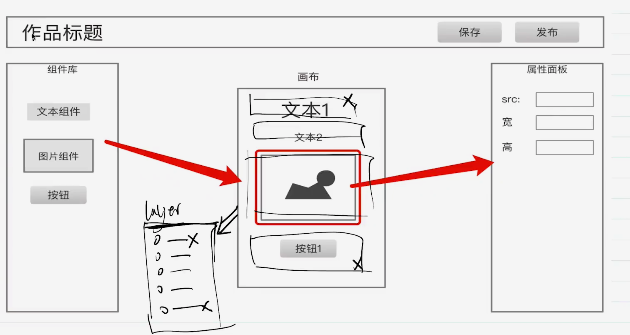 作品标题
保存
发布
组件库
文本组件
图片组件
按钮
画布
文本1
文本2
按钮1
属性面板
src:
宽
高
layer